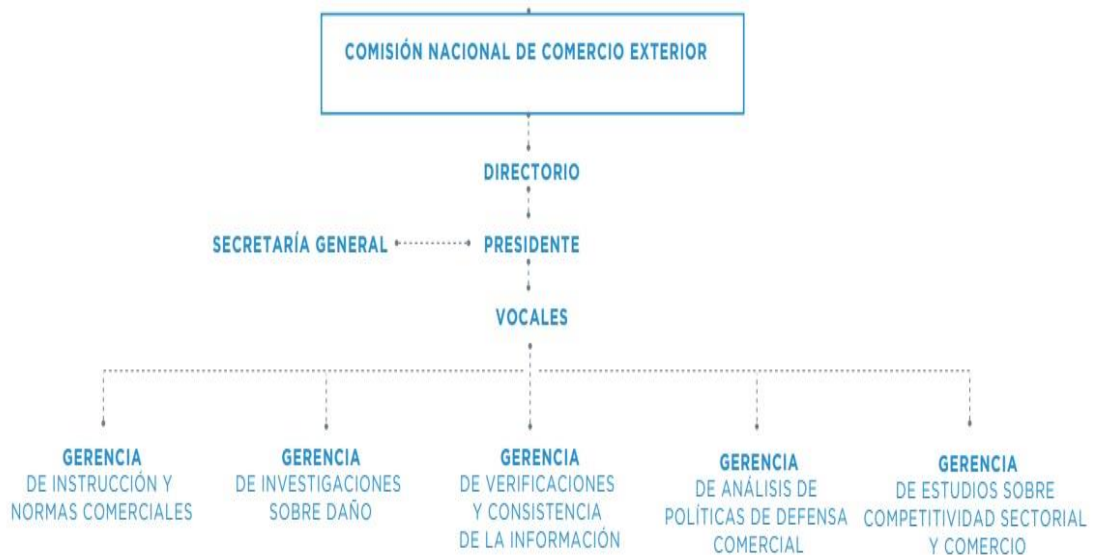 COMISIÓN NACIONAL DE COMERCIO EXTERIOR
DIRECTORIO
SECRETARÍA GENERAL
PRESIDENTE
VOCALES
GERENCIA
DE INSTRUCCIÓN Y
NORMAS COMERCIALES
GERENCIA
DE INVESTIGACIONES
SOBRE DAÑO
GERENCIA
DE VERIFICACIONES
Y CONSISTENCIA
DE LA INFORMACIÓN
GERENCIA
DE ANÁLISIS DE
POLÍTICAS DE DEFENSA
COMERCIAL
GERENCIA
DE ESTUDIOS SOBRE
COMPETITIVIDAD SECTORIAL
Y COMERCIO